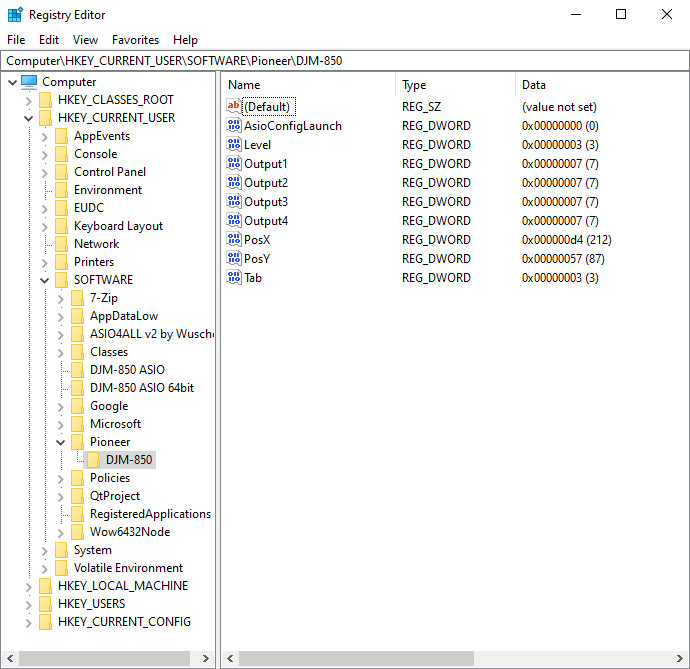 Registry Editor
File Edit View Favorites Help
Computer\HKEY_CURRENT_USER\SOFTWARE\Pioneer\DJM-850
Computer
HKEY_CLASSES_ROOT
HKEY_CURRENT_USER
AppEvents
Console
Control Panel
Environment
EUDC
Keyboard Layout
Network
Printers
SOFTWARE
7-Zip
AppDataLow
ASIO4ALL v2 by Wusche
Classes
DJM-850 ASIO
DJM-850 ASIO 64bit
Google
Microsoft
Pioneer
DJM-850
Policies
QtProject
RegisteredApplications
Wow6432Node
System
Volatile Environment
HKEY_LOCAL_MACHINE
HKEY_USERS
HKEY_CURRENT_CONFIG
Name Type Data
ab (Default) REG_SZ (value not set)
AsioConfigLaunch REG_DWORD 0x00000000 (0)
Level REG_DWORD 0x00000003 (3)
Output1 REG_DWORD 0x00000007 (7)
Output2 REG_DWORD 0x00000007 (7)
Output3 REG_DWORD 0x00000007 (7)
Output4 REG_DWORD 0x00000007 (7)
PosX REG_DWORD 0x000000d4 (212)
PosY REG_DWORD 0x00000057 (87)
Tab REG_DWORD 0x00000003 (3)